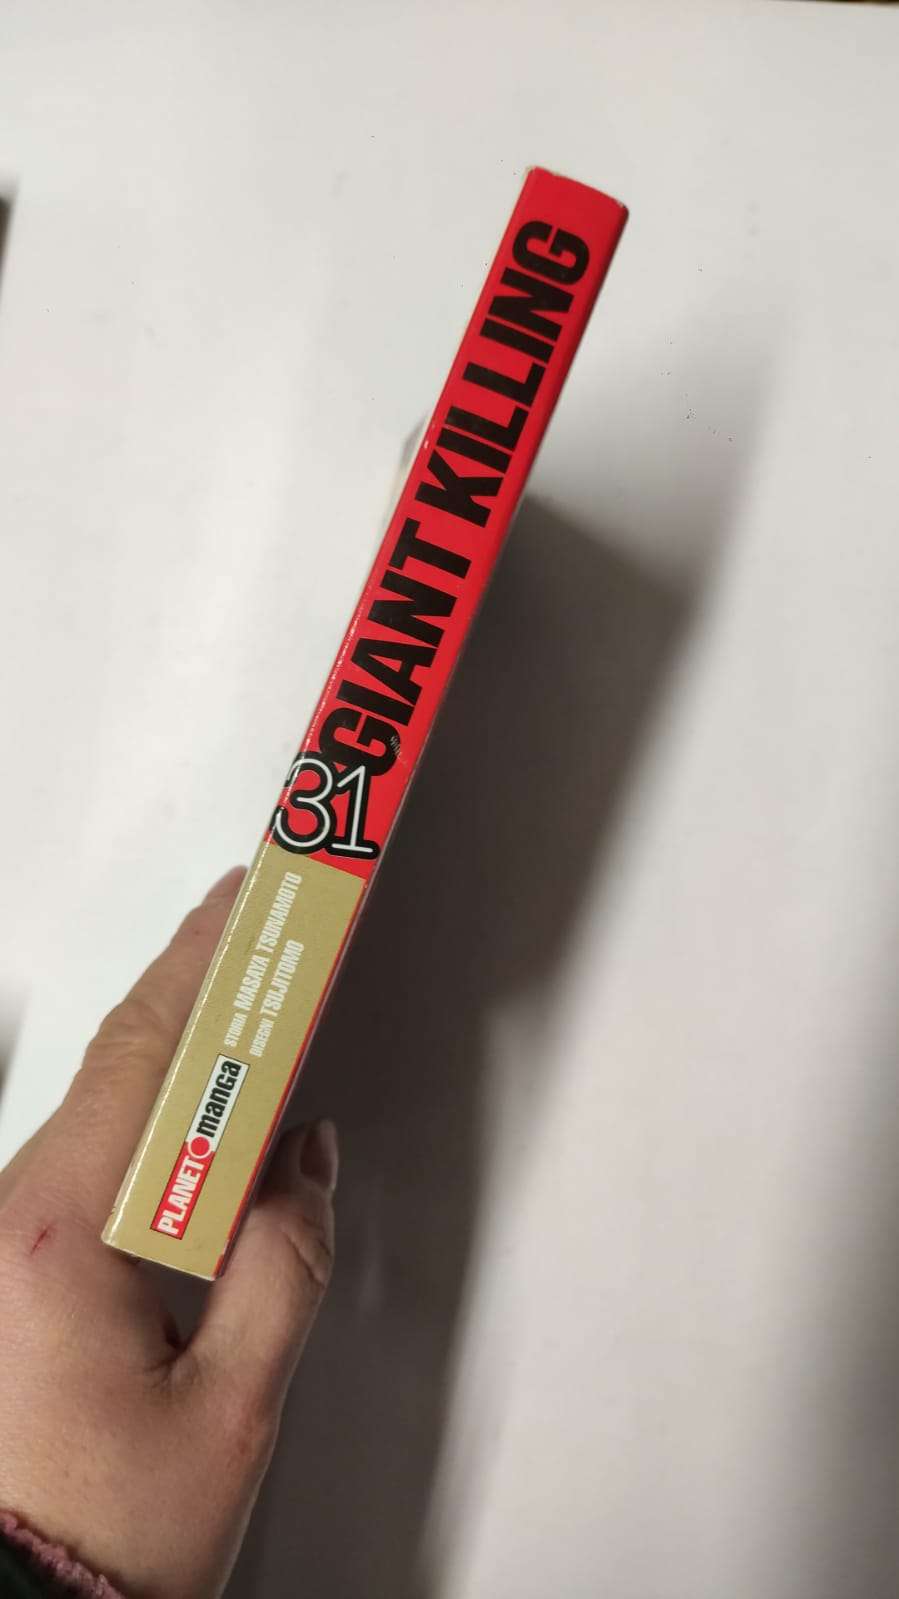 GIANT KILLING
31
STORIA MASAYA TSUNAMOTO
DISEGNI TSUJITOMO
PLANET manga